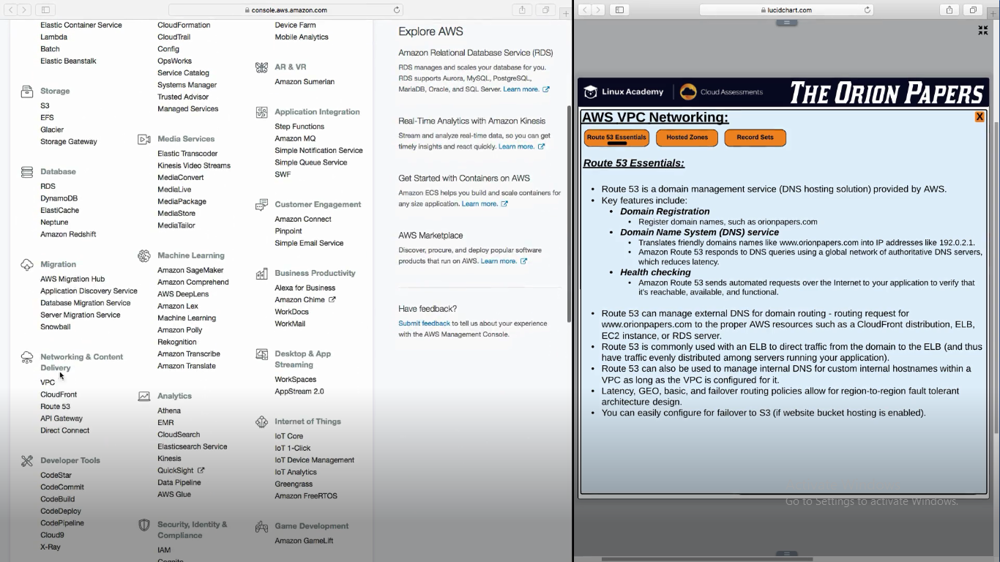 console.aws.amazon.com
Elastic Container Service
Lambda
Batch
Elastic Beanstalk
Storage
S3
EFS
Glacier
Storage Gateway
Database
RDS
DynamoDB
ElastiCache
Neptune
Amazon Redshift
Migration
AWS Migration Hub
Application Discovery Service
Database Migration Service
Server Migration Service
Snowball
Networking & Content
Delivery
VPC
CloudFront
Route 53
API Gateway
Direct Connect
Developer Tools
CodeStar
CodeCommit
CodeBuild
CodeDeploy
CodePipeline
Cloud9
X-Ray
CloudFormation
CloudTrail
Config
OpsWorks
Service Catalog
Systems Manager
Trusted Advisor
Managed Services
Media Services
Elastic Transcoder
Kinesis Video Streams
MediaConvert
MediaLive
MediaPackage
MediaStore
MediaTailor
Machine Learning
Amazon SageMaker
Amazon Comprehend
AWS DeepLens
Amazon Lex
Machine Learning
Amazon Polly
Rekognition
Amazon Transcribe
Amazon Translate
Analytics
Athena
EMR
CloudSearch
Elasticsearch Service
Kinesis
QuickSight
Data Pipeline
AWS Glue
Security, Identity &
Compliance
IAM
Device Farm
Mobile Analytics
AR & VR
Amazon Sumerian
Application Integration
Step Functions
Amazon MQ
Simple Notification Service
Simple Queue Service
SWF
Customer Engagement
Amazon Connect
Pinpoint
Simple Email Service
Business Productivity
Alexa for Business
Amazon Chime
WorkDocs
WorkMail
Desktop & App
Streaming
WorkSpaces
AppStream 2.0
Internet of Things
IoT Core
IoT 1-Click
IoT Device Management
IoT Analytics
Greengrass
Amazon FreeRTOS
Game Development
Amazon GameLift
Explore AWS
Amazon Relational Database Service (RDS)
RDS manages and scales your database for you.
RDS supports Aurora, MySQL, PostgreSQL,
MariaDB, Oracle, and SQL Server. Learn more.
Real-Time Analytics with Amazon Kinesis
Stream and analyze real-time data, so you can get
timely insights and react quickly. Learn more.
Get Started with Containers on AWS
Amazon ECS helps you build and scale containers for
any size application. Learn more.
AWS Marketplace
Discover, procure, and deploy popular software
products that run on AWS. Learn more.
Have feedback?
Submit feedback to tell us about your experience
with the AWS Management Console.
lucidchart.com
Linux Academy
Cloud Assessments
THE ORION PAPERS
AWS VPC Networking:
X
Route 53 Essentials
Hosted Zones
Record Sets
Route 53 Essentials:
• Route 53 is a domain management service (DNS hosting solution) provided by AWS.
• Key features include:
• Domain Registration
• Register domain names, such as orionpapers.com
• Domain Name System (DNS) service
• Translates friendly domains names like www.orionpapers.com into IP addresses like 192.0.2.1.
• Amazon Route 53 responds to DNS queries using a global network of authoritative DNS servers,
which reduces latency.
• Health checking
• Amazon Route 53 sends automated requests over the Internet to your application to verify that
it's reachable, available, and functional.
• Route 53 can manage external DNS for domain routing - routing request for
www.orionpapers.com to the proper AWS resources such as a CloudFront distribution, ELB,
EC2 instance, or RDS server.
• Route 53 is commonly used with an ELB to direct traffic from the domain to the ELB (and thus
have traffic evenly distributed among servers running your application).
• Route 53 can also be used to manage internal DNS for custom internal hostnames within a
VPC as long as the VPC is configured for it.
• Latency, GEO, basic, and failover routing policies allow for region-to-region fault tolerant
architecture design.
• You can easily configure for failover to S3 (if website bucket hosting is enabled).
Go to Settings to activate Windows.